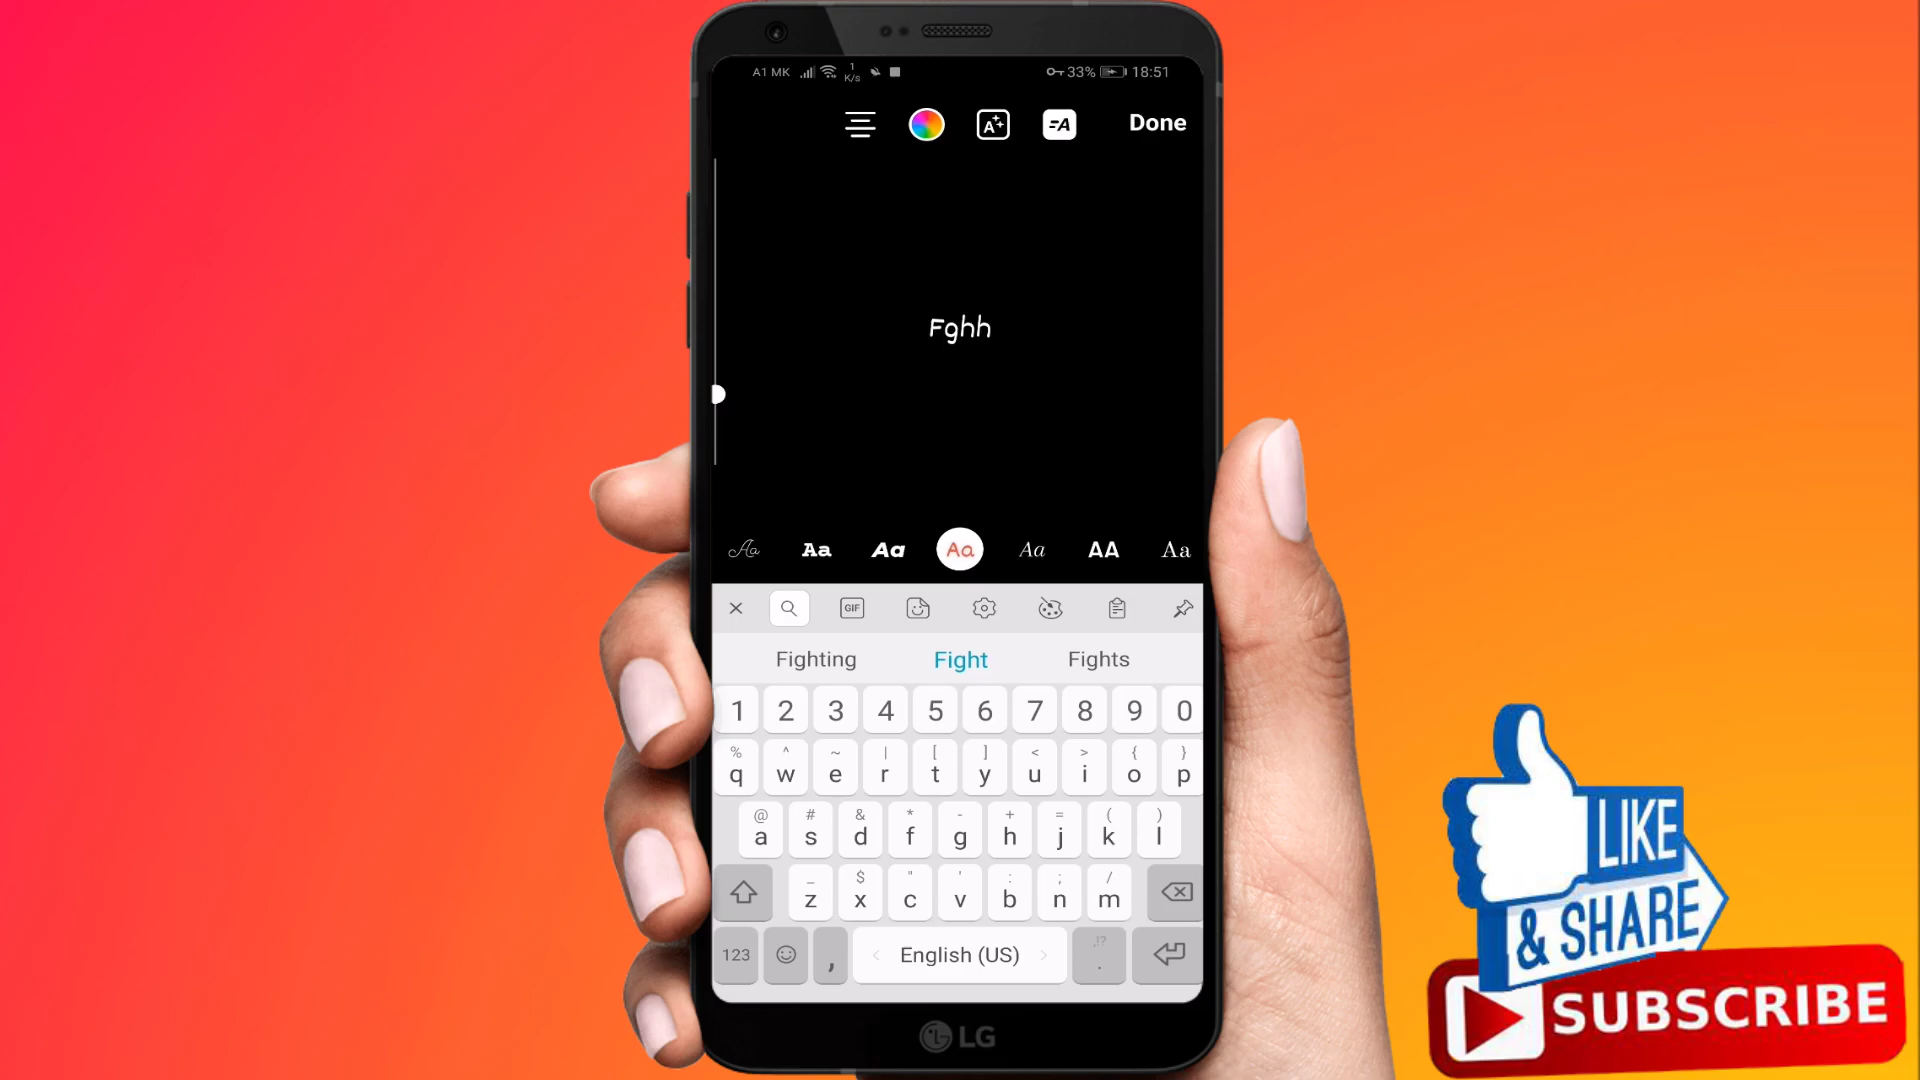 A1 MK 1 K/s 33% 18:51
A =A Done
Fghh
Aa Aa Aa Aa Aa AA Aa
GIF
Fighting Fight Fights
1 2 3 4 5 6 7 8 9 0
% ^ ~ | [ ] < > { }
q w e r t y u i o p
@ # & * - + = ( )
a s d f g h j k l
_ $ " ' : ; /
z x c v b n m
,!?
123 , English (US) .
LG
LIKE
& SHARE
SUBSCRIBE